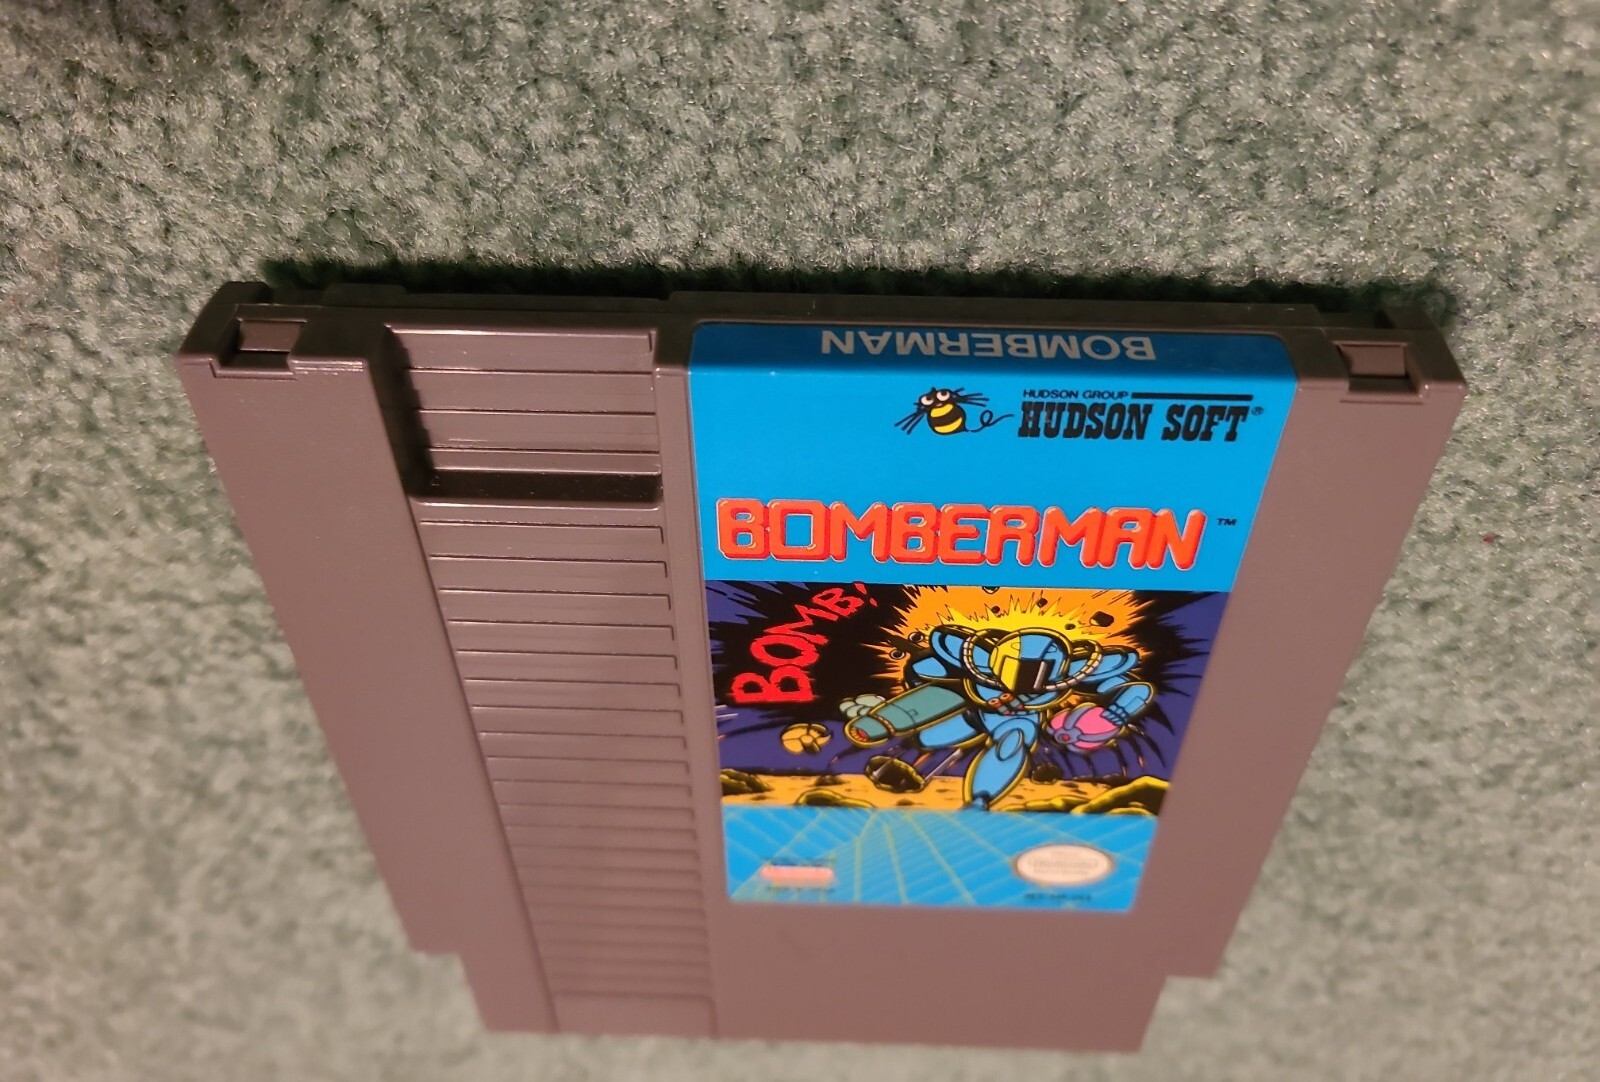 BOMBERMAN
HUDSON GROUP
HUDSON SOFT®
BOMBERMAN™
BOMB!